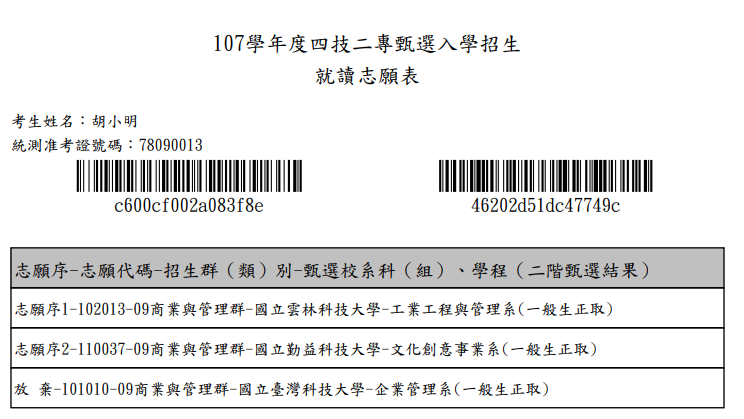 107學年度四技二專甄選入學招生
就讀志願表
考生姓名：胡小明
統測准考證號碼：78090013
c600cf002a083f8e 46202d51dc47749c
志願序-志願代碼-招生群（類）別-甄選校系科（組）、學程（二階甄選結果）
志願序1-102013-09商業與管理群-國立雲林科技大學-工業工程與管理系(一般生正取)
志願序2-110037-09商業與管理群-國立勤益科技大學-文化創意事業系(一般生正取)
放 棄-101010-09商業與管理群-國立臺灣科技大學-企業管理系(一般生正取)